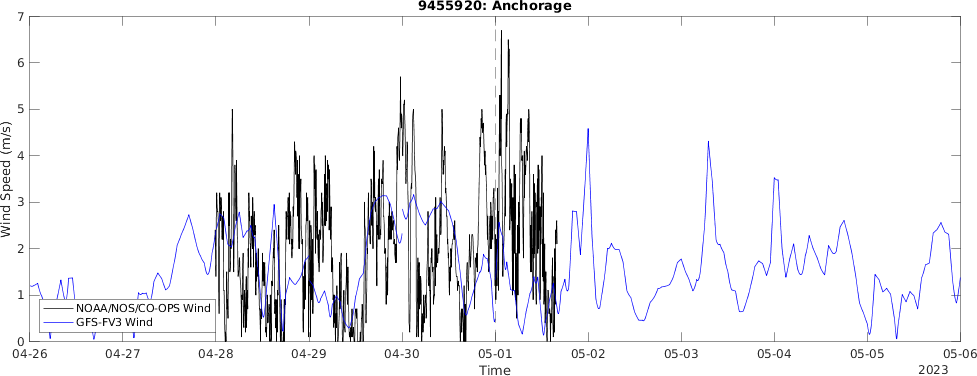 9455920: Anchorage
Wind Speed (m/s)
7
6
5
4
3
2
1
0
NOAA/NOS/CO-OPS Wind
GFS-FV3 Wind
04-26 04-27 04-28 04-29 04-30 05-01 05-02 05-03 05-04 05-05 05-06
Time
2023